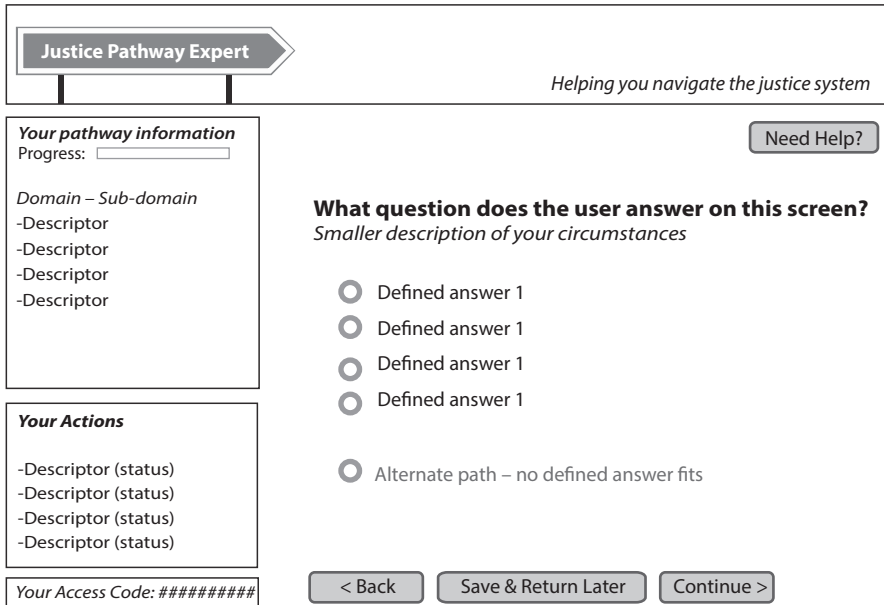 Justice Pathway Expert
Helping you navigate the justice system
Your pathway information
Progress:
Domain – Sub-domain
-Descriptor
-Descriptor
-Descriptor
-Descriptor
Your Actions
-Descriptor (status)
-Descriptor (status)
-Descriptor (status)
-Descriptor (status)
Your Access Code: ##########
Need Help?
What question does the user answer on this screen?
Smaller description of your circumstances
Defined answer 1
Defined answer 1
Defined answer 1
Defined answer 1
Alternate path – no defined answer fits
< Back
Save & Return Later
Continue >